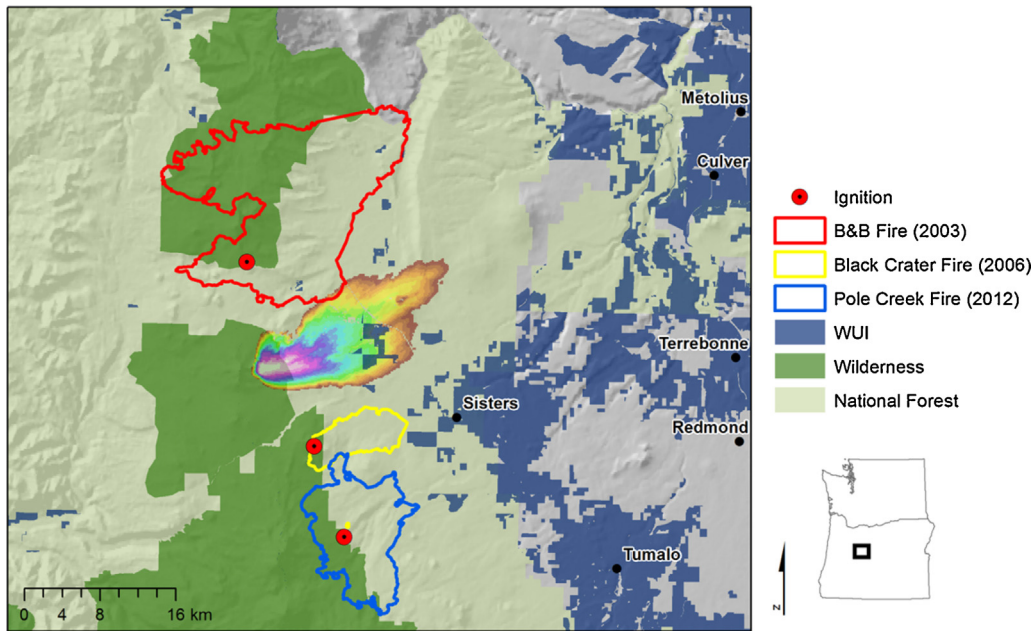 Metolius
Culver
Terrebonne
Sisters
Redmond
Tumalo
0 4 8 16 km
Ignition
B&B Fire (2003)
Black Crater Fire (2006)
Pole Creek Fire (2012)
WUI
Wilderness
National Forest
N